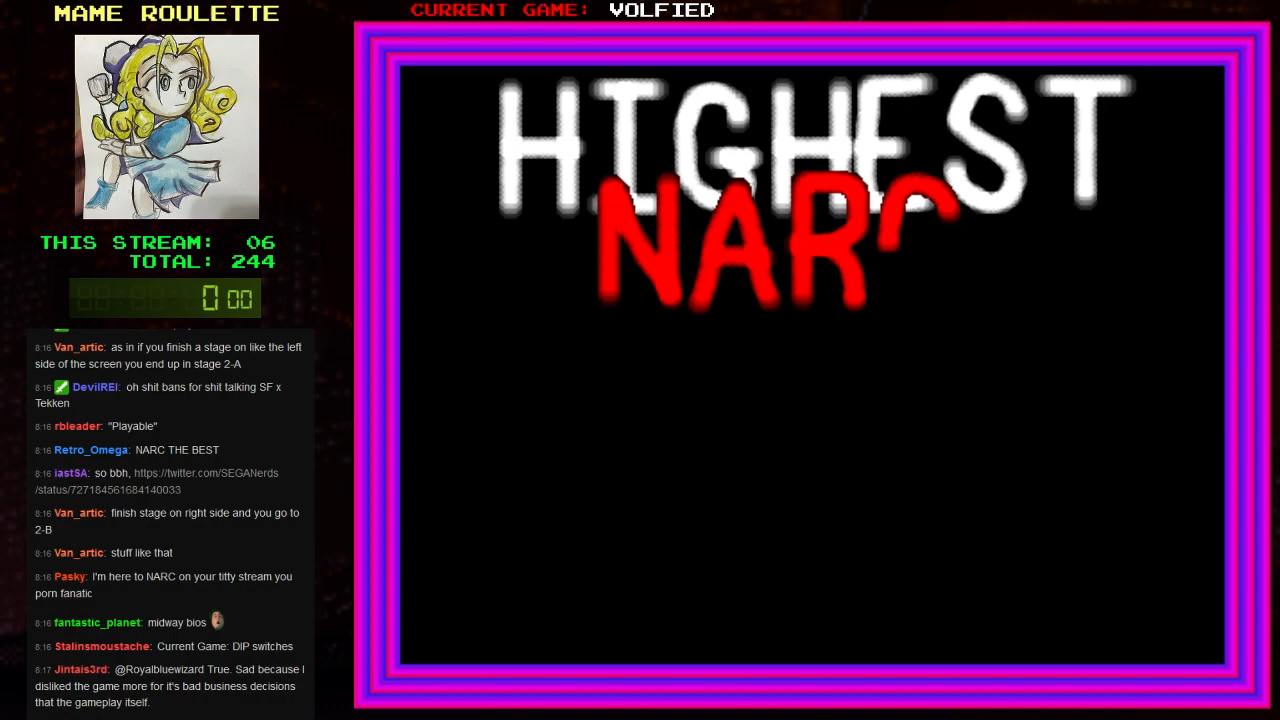 MAME ROULETTE
CURRENT GAME: VOLFIED
THIS STREAM: 06
TOTAL: 244
0 00
8:16 Van_artic: as in if you finish a stage on like the left
side of the screen you end up in stage 2-A
8:16 DevilREI: oh shit bans for shit talking SF x
Tekken
8:16 rbleader: "Playable"
8:16 Retro_Omega: NARC THE BEST
8:16 iastSA: so bbh, https://twitter.com/SEGANerds
/status/727184561684140033
8:16 Van_artic: finish stage on right side and you go to
2-B
8:16 Van_artic: stuff like that
8:16 Pasky: I'm here to NARC on your titty stream you
porn fanatic
8:16 fantastic_planet: midway bios
8:16 Stalinsmoustache: Current Game: DIP switches
8:17 Jintais3rd: @Royalbluewizard True. Sad because I
disliked the game more for it's bad business decisions
that the gameplay itself.
HIGHEST
NARC